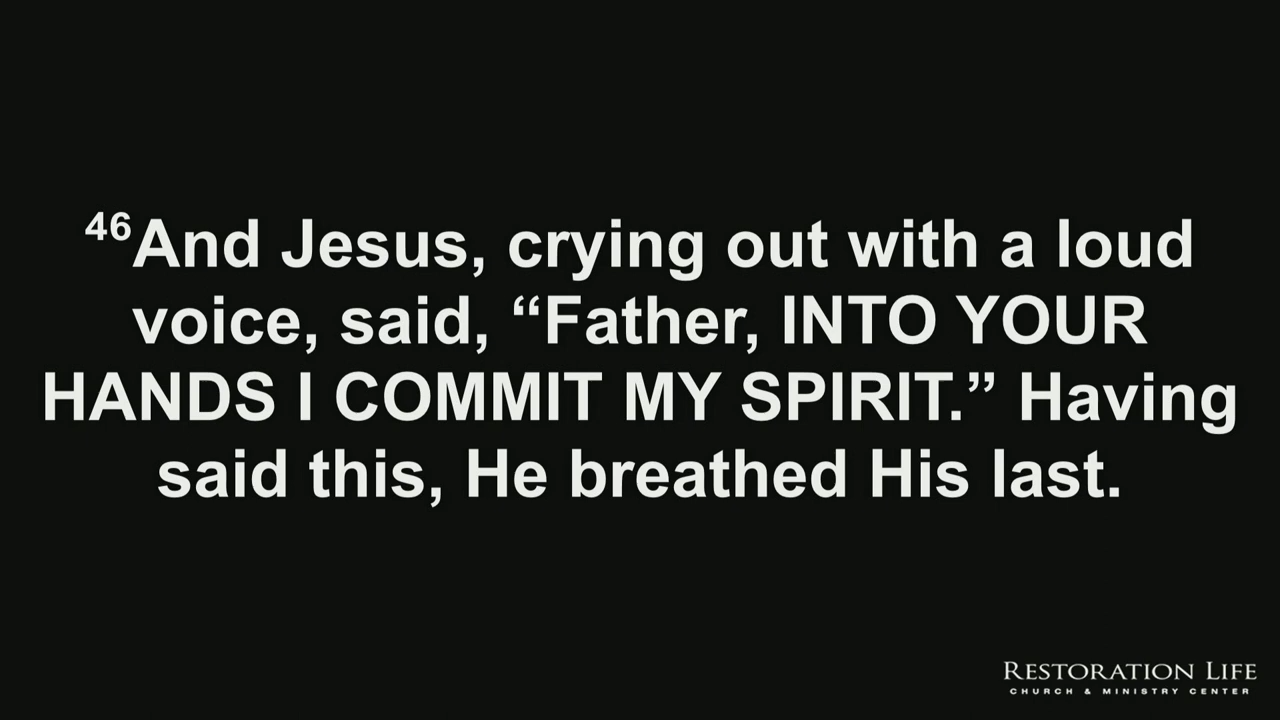 46And Jesus, crying out with a loud
voice, said, “Father, INTO YOUR
HANDS I COMMIT MY SPIRIT.” Having
said this, He breathed His last.
RESTORATION LIFE
CHURCH & MINISTRY CENTER